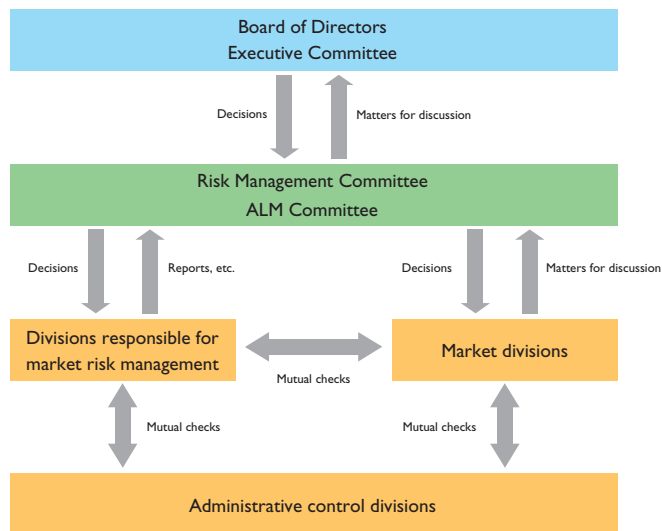 Board of Directors
Executive Committee
Decisions
Matters for discussion
Risk Management Committee
ALM Committee
Decisions
Reports, etc.
Decisions
Matters for discussion
Divisions responsible for
market risk management
Mutual checks
Market divisions
Mutual checks
Mutual checks
Administrative control divisions